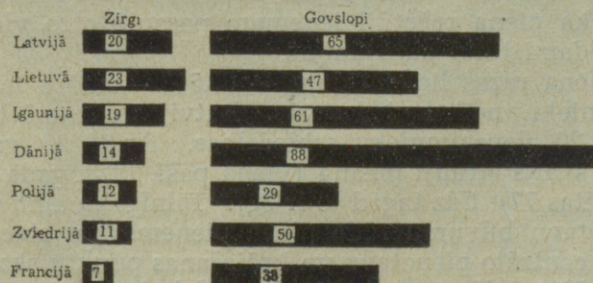 Zirgi Govslopi
Latvijā 20 65
Lietuvā 23 47
Igaunijā 19 61
Dānijā 14 88
Polijā 12 29
Zviedrijā 11 50
Francijā 7 38